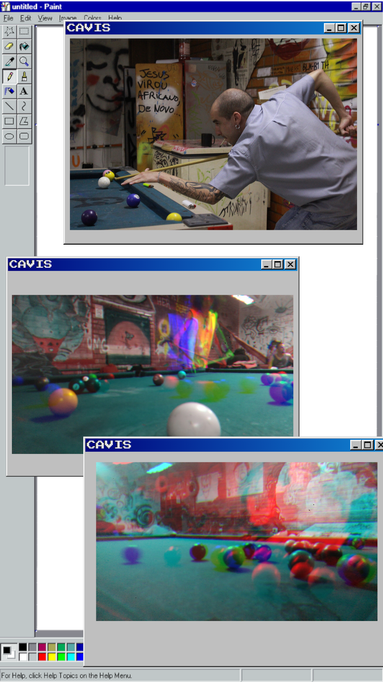 untitled - Paint
File Edit View Image Colors Help
CAVIS
JESUS
VIROU
AFRICANO
DE NOVO
CAVIS
CAVIS
For Help, click Help Topics on the Help Menu.